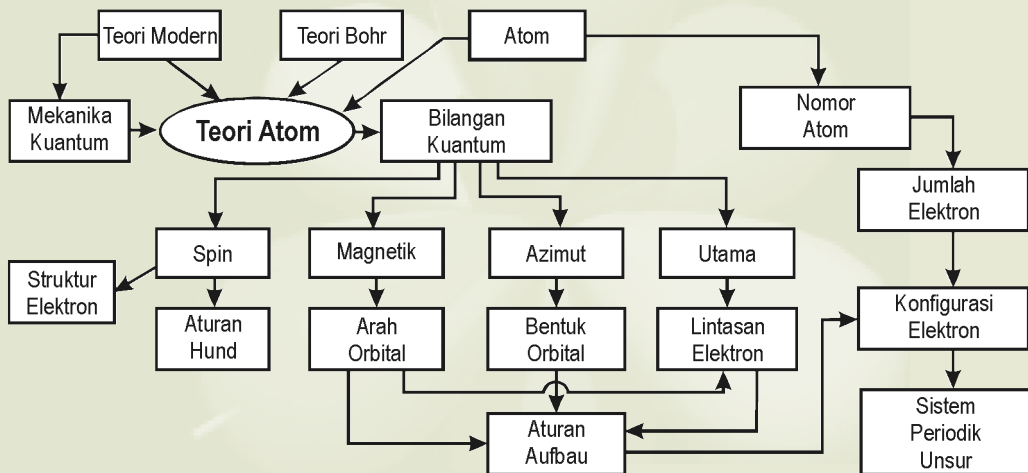 Teori Modern
Teori Bohr
Atom
Mekanika
Kuantum
Teori Atom
Bilangan
Kuantum
Nomor
Atom
Jumlah
Elektron
Spin
Magnetik
Azimut
Utama
Struktur
Elektron
Aturan
Hund
Arah
Orbital
Bentuk
Orbital
Lintasan
Elektron
Konfigurasi
Elektron
Aturan
Aufbau
Sistem
Periodik
Unsur